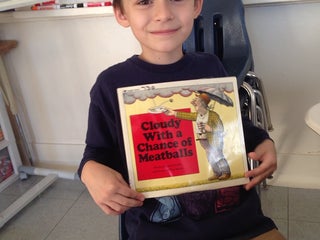 Cloudy
With a
Chance of
Meatballs